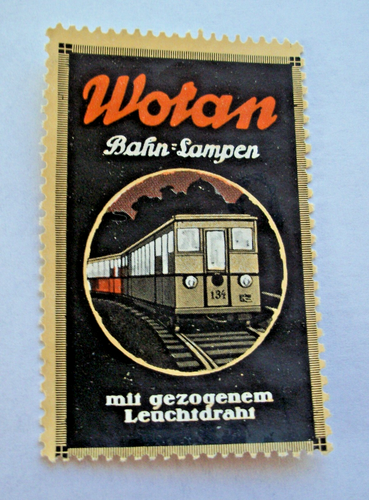 Wotan
Bahn-Lampen
134
mit gezogenem
Leuchtdraht